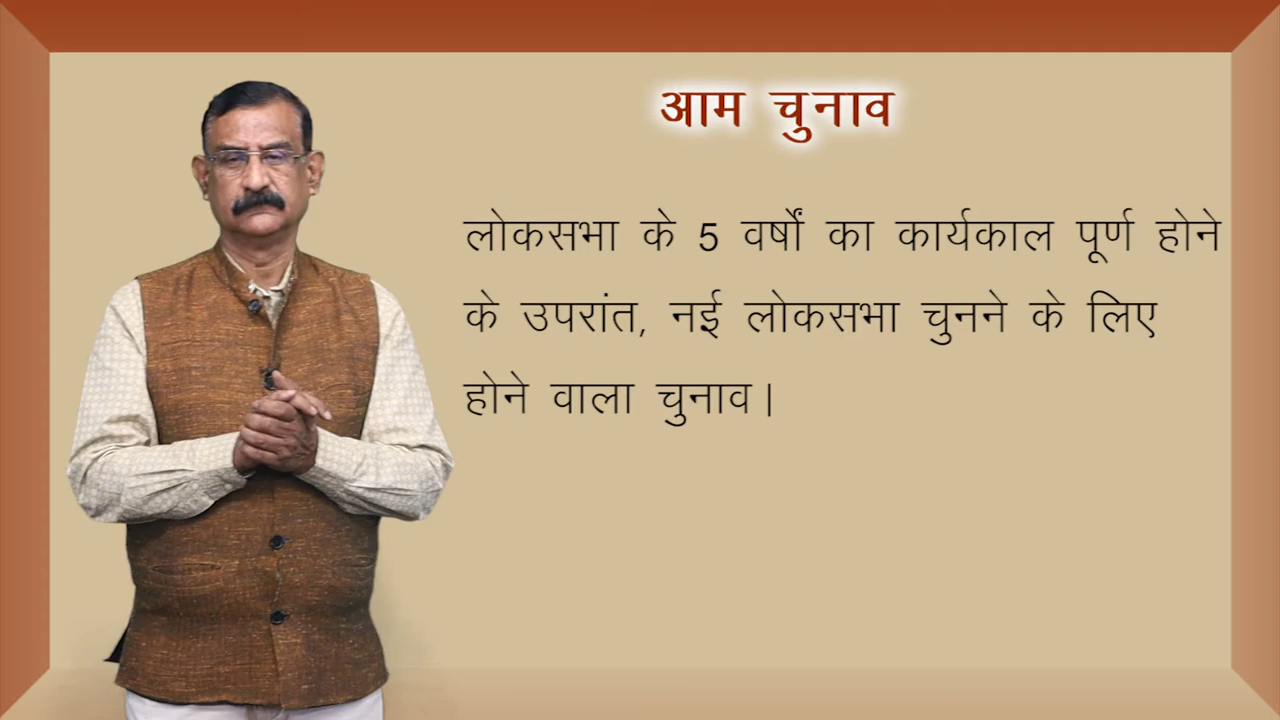 आम चुनाव
लोकसभा के 5 वर्षों का कार्यकाल पूर्ण होने
के उपरांत, नई लोकसभा चुनने के लिए
होने वाला चुनाव।